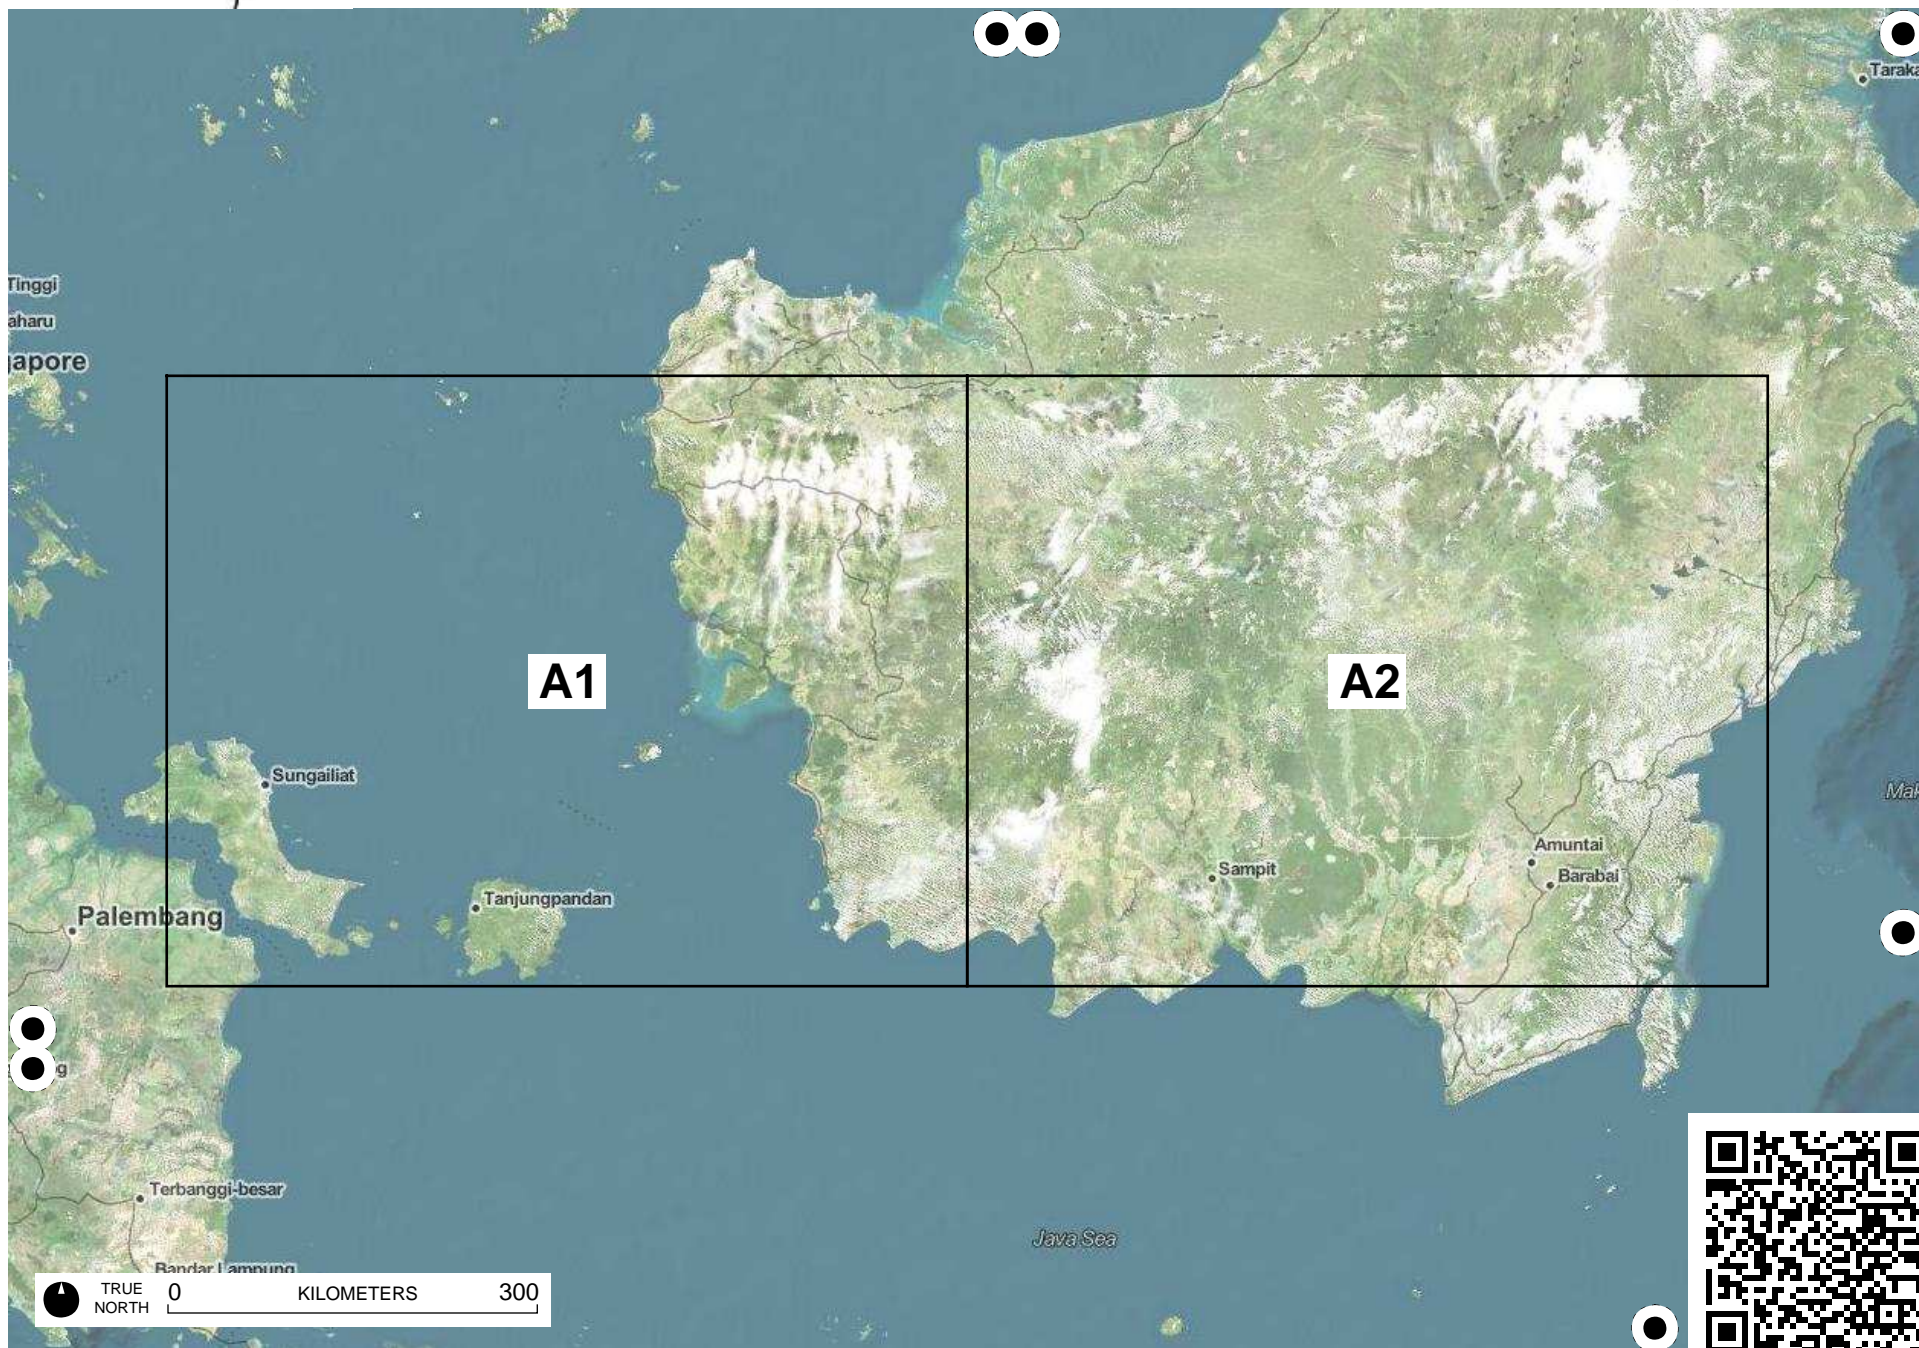 Taraka
Tinggi
aharu
gapore
A1
A2
Sungailiat
Mak
Amuntai
Sampit
Barabai
Tanjungpandan
Palembang
g
Terbanggi-besar
Java Sea
Bandar Lampung
TRUE NORTH
0 KILOMETERS 300